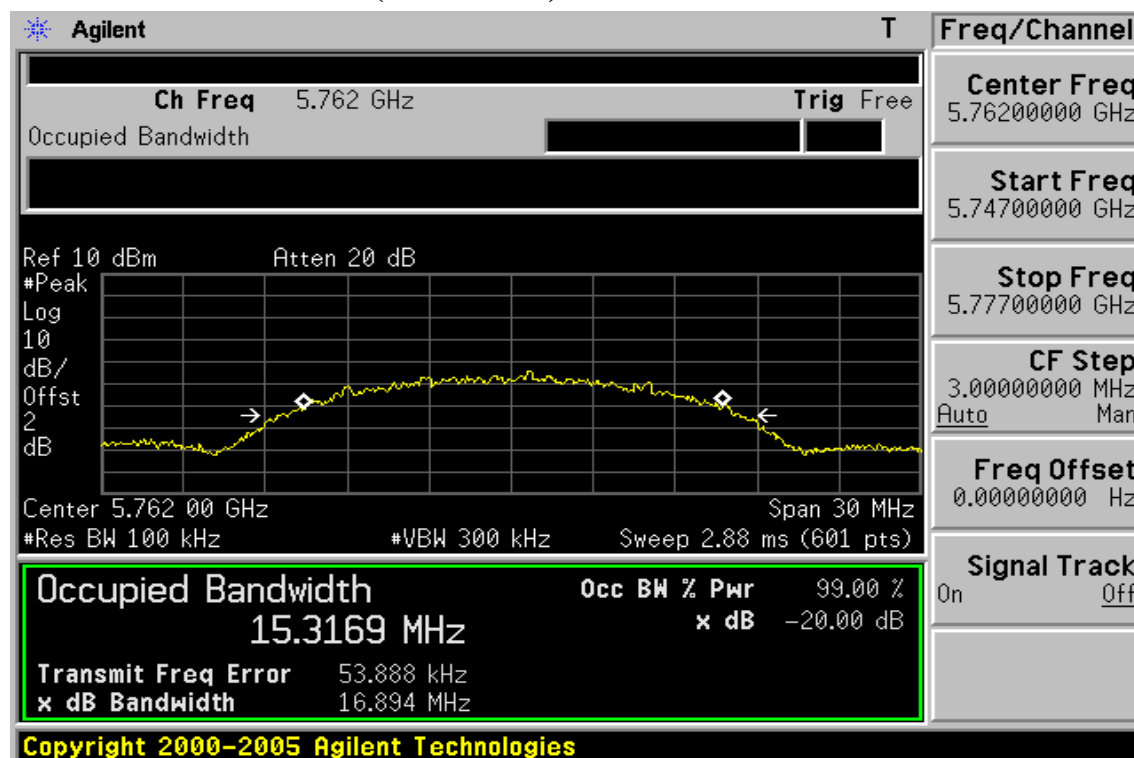 Agilent T
Freq/Channel
Ch Freq 5.762 GHz Trig Free
Occupied Bandwidth
Center Freq
5.76200000 GHz
Start Freq
5.74700000 GHz
Stop Freq
5.77700000 GHz
CF Step
3.00000000 MHz
Auto Man
Freq Offset
0.00000000 Hz
Signal Track
On Off
Ref 10 dBm Atten 20 dB
#Peak
Log
10
dB/
Offst
2
dB
Center 5.762 00 GHz Span 30 MHz
#Res BW 100 kHz #VBW 300 kHz Sweep 2.88 ms (601 pts)
Occupied Bandwidth Occ BW % Pwr 99.00 %
15.3169 MHz x dB -20.00 dB
Transmit Freq Error 53.888 kHz
x dB Bandwidth 16.894 MHz
Copyright 2000-2005 Agilent Technologies